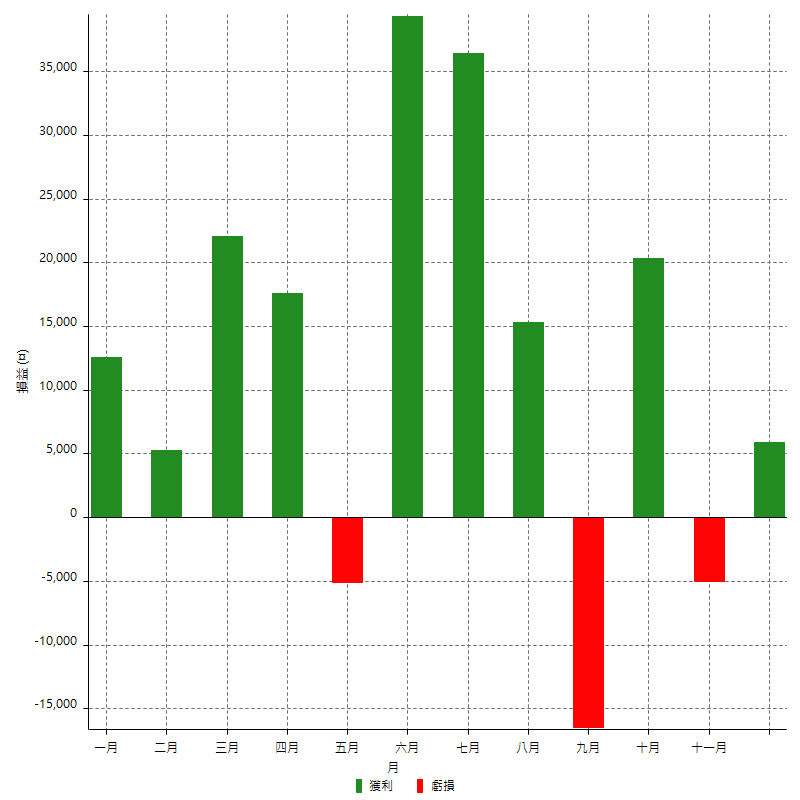 35,000
30,000
25,000
20,000
15,000
10,000
5,000
0
-5,000
-10,000
-15,000
損益 (¤)
一月 二月 三月 四月 五月 六月 七月 八月 九月 十月 十一月
月
獲利 虧損